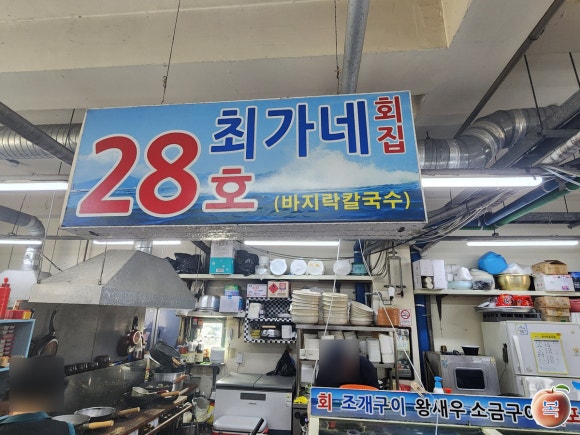 28호 최가네 회집
(바지락칼국수)
회 조개구이 왕새우 소금구이
복